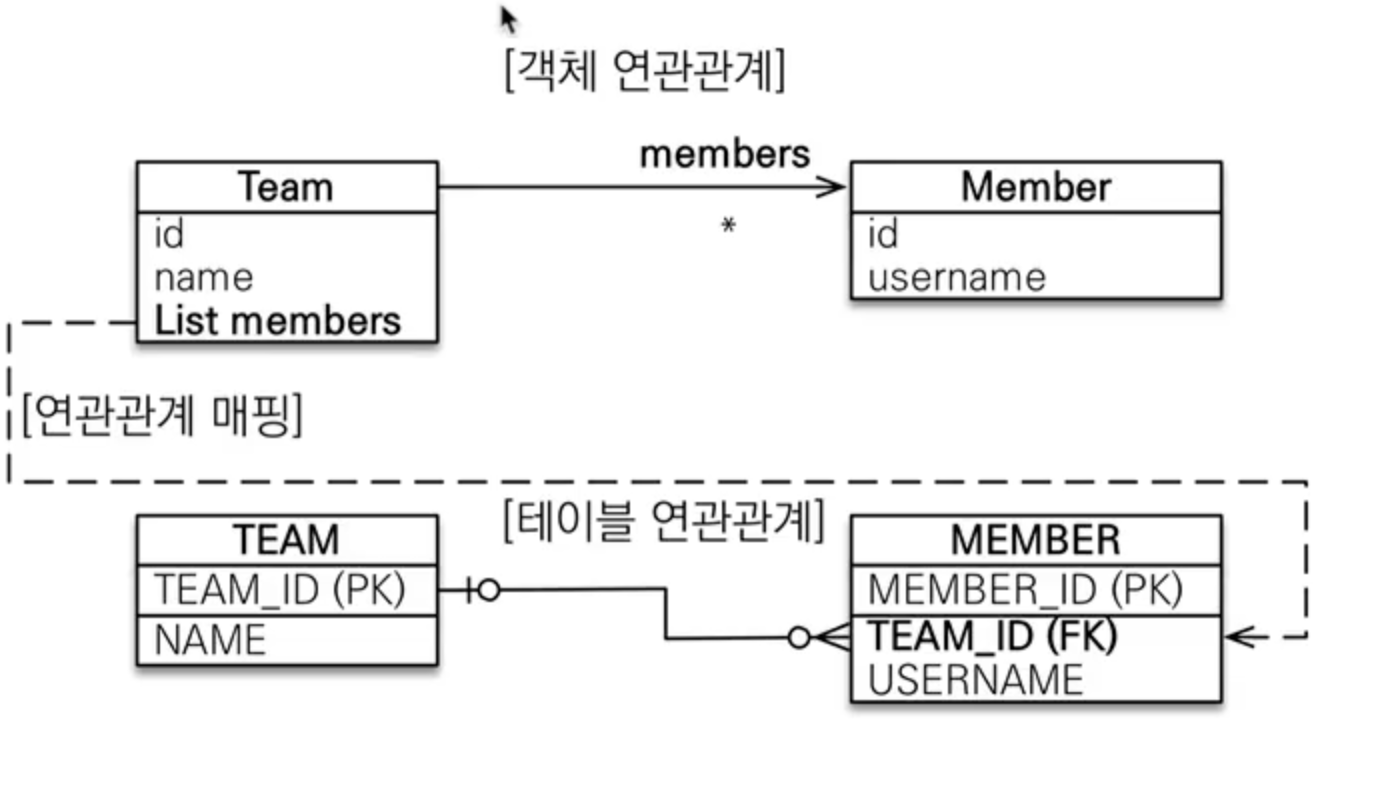 [객체 연관관계]
members
Team
Member
*
id
name
List members
id
username
[연관관계 매핑]
[테이블 연관관계]
TEAM
TEAM_ID (PK)
NAME
MEMBER
MEMBER_ID (PK)
TEAM_ID (FK)
USERNAME